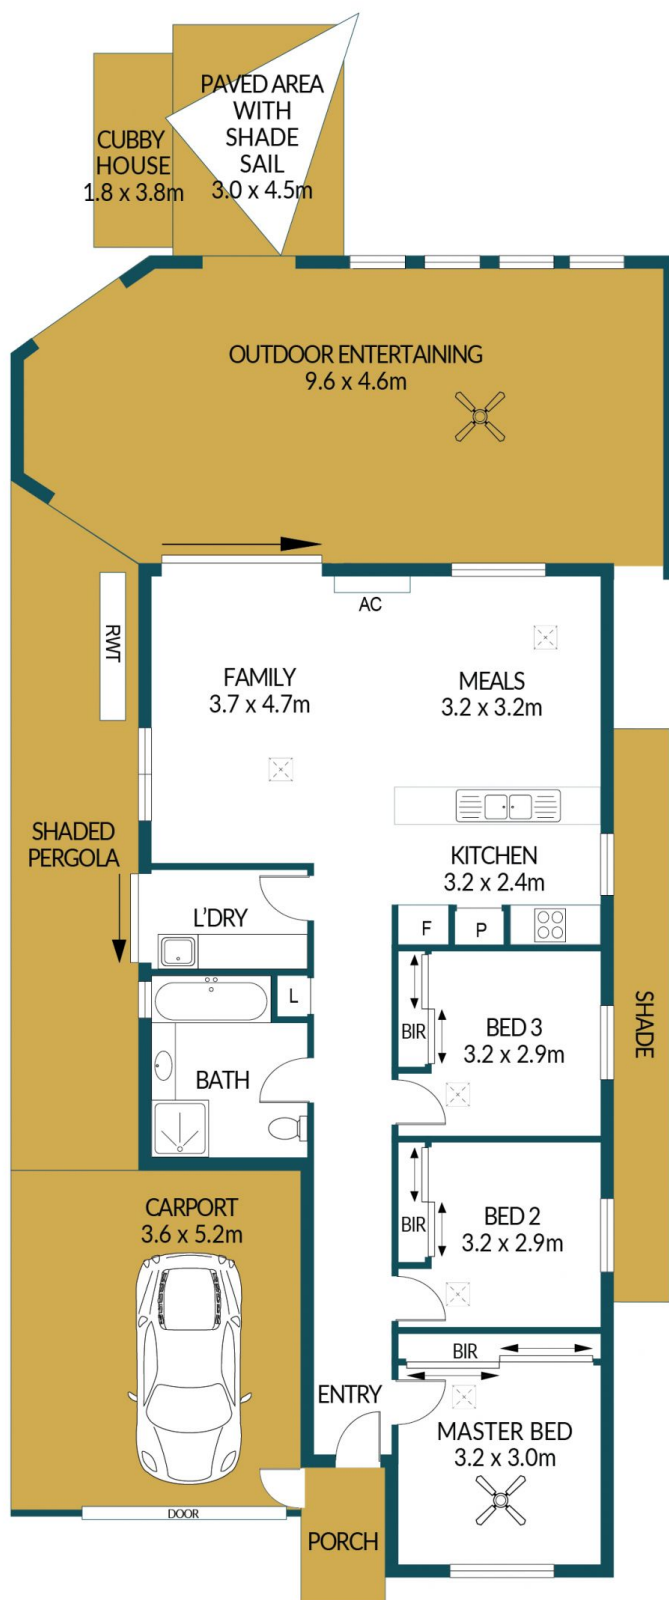 PAVED AREA
WITH
SHADE
SAIL
3.0 x 4.5m
CUBBY
HOUSE
1.8 x 3.8m
OUTDOOR ENTERTAINING
9.6 x 4.6m
AC
RWT
FAMILY
3.7 x 4.7m
MEALS
3.2 x 3.2m
SHADED
PERGOLA
KITCHEN
3.2 x 2.4m
L'DRY
F
P
L
BIR
BED 3
3.2 x 2.9m
SHADE
BATH
CARPORT
3.6 x 5.2m
BIR
BED 2
3.2 x 2.9m
BIR
ENTRY
MASTER BED
3.2 x 3.0m
DOOR
PORCH